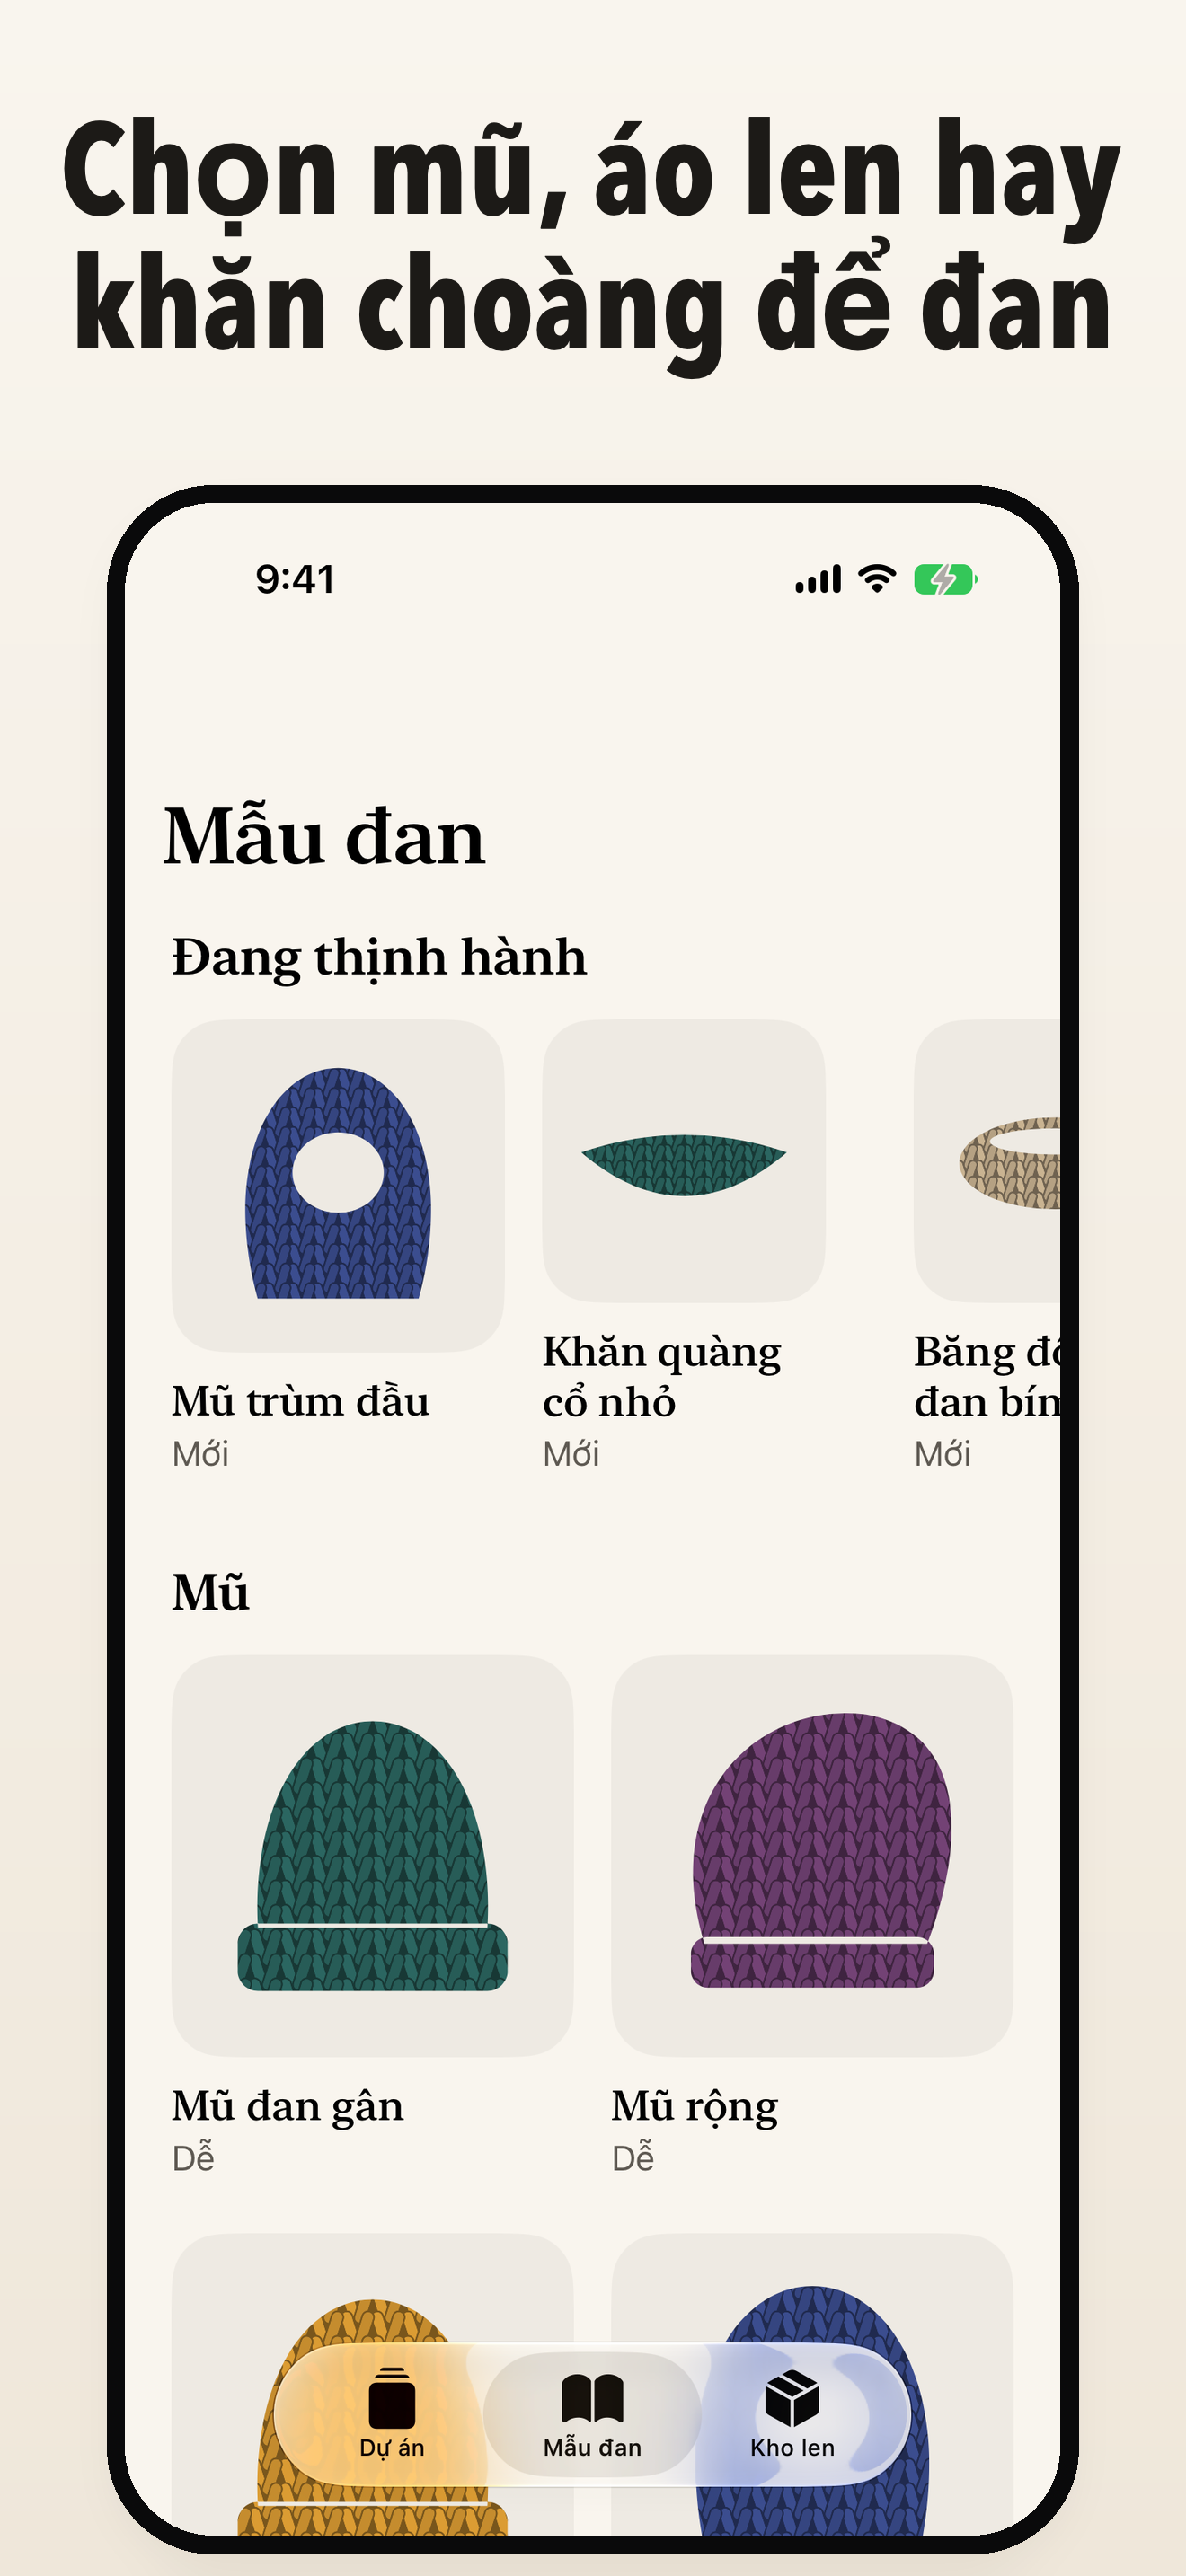 Chọn mũ, áo len hay
khăn choàng để đan
9:41
Mẫu đan
Đang thịnh hành
Mũ trùm đầu
Mới
Khăn quàng
cổ nhỏ
Mới
Băng
đan
Mới
Mũ
Mũ đan gân
Dễ
Mũ rộng
Dễ
Dự án
Mẫu đan
Kho len